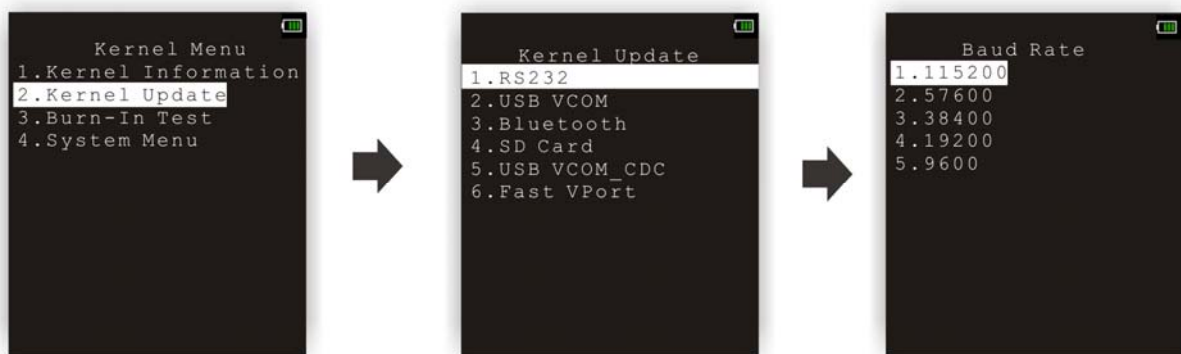 Kernel Menu
1.Kernel Information
2.Kernel Update
3.Burn-In Test
4.System Menu
Kernel Update
1.RS232
2.USB VCOM
3.Bluetooth
4.SD Card
5.USB VCOM_CDC
6.Fast VPort
Baud Rate
1.115200
2.57600
3.38400
4.19200
5.9600